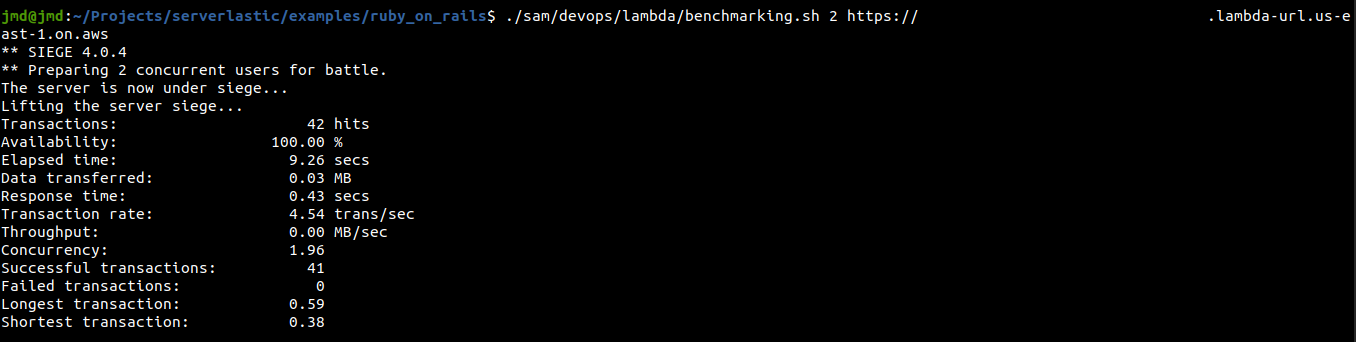 jmd@jmd:~/Projects/serverlastic/examples/ruby_on_rails$ ./sam/devops/lambda/benchmarking.sh 2 https:// .lambda-url.us-e
ast-1.on.aws
** SIEGE 4.0.4
** Preparing 2 concurrent users for battle.
The server is now under siege...
Lifting the server siege...
Transactions: 42 hits
Availability: 100.00 %
Elapsed time: 9.26 secs
Data transferred: 0.03 MB
Response time: 0.43 secs
Transaction rate: 4.54 trans/sec
Throughput: 0.00 MB/sec
Concurrency: 1.96
Successful transactions: 41
Failed transactions: 0
Longest transaction: 0.59
Shortest transaction: 0.38